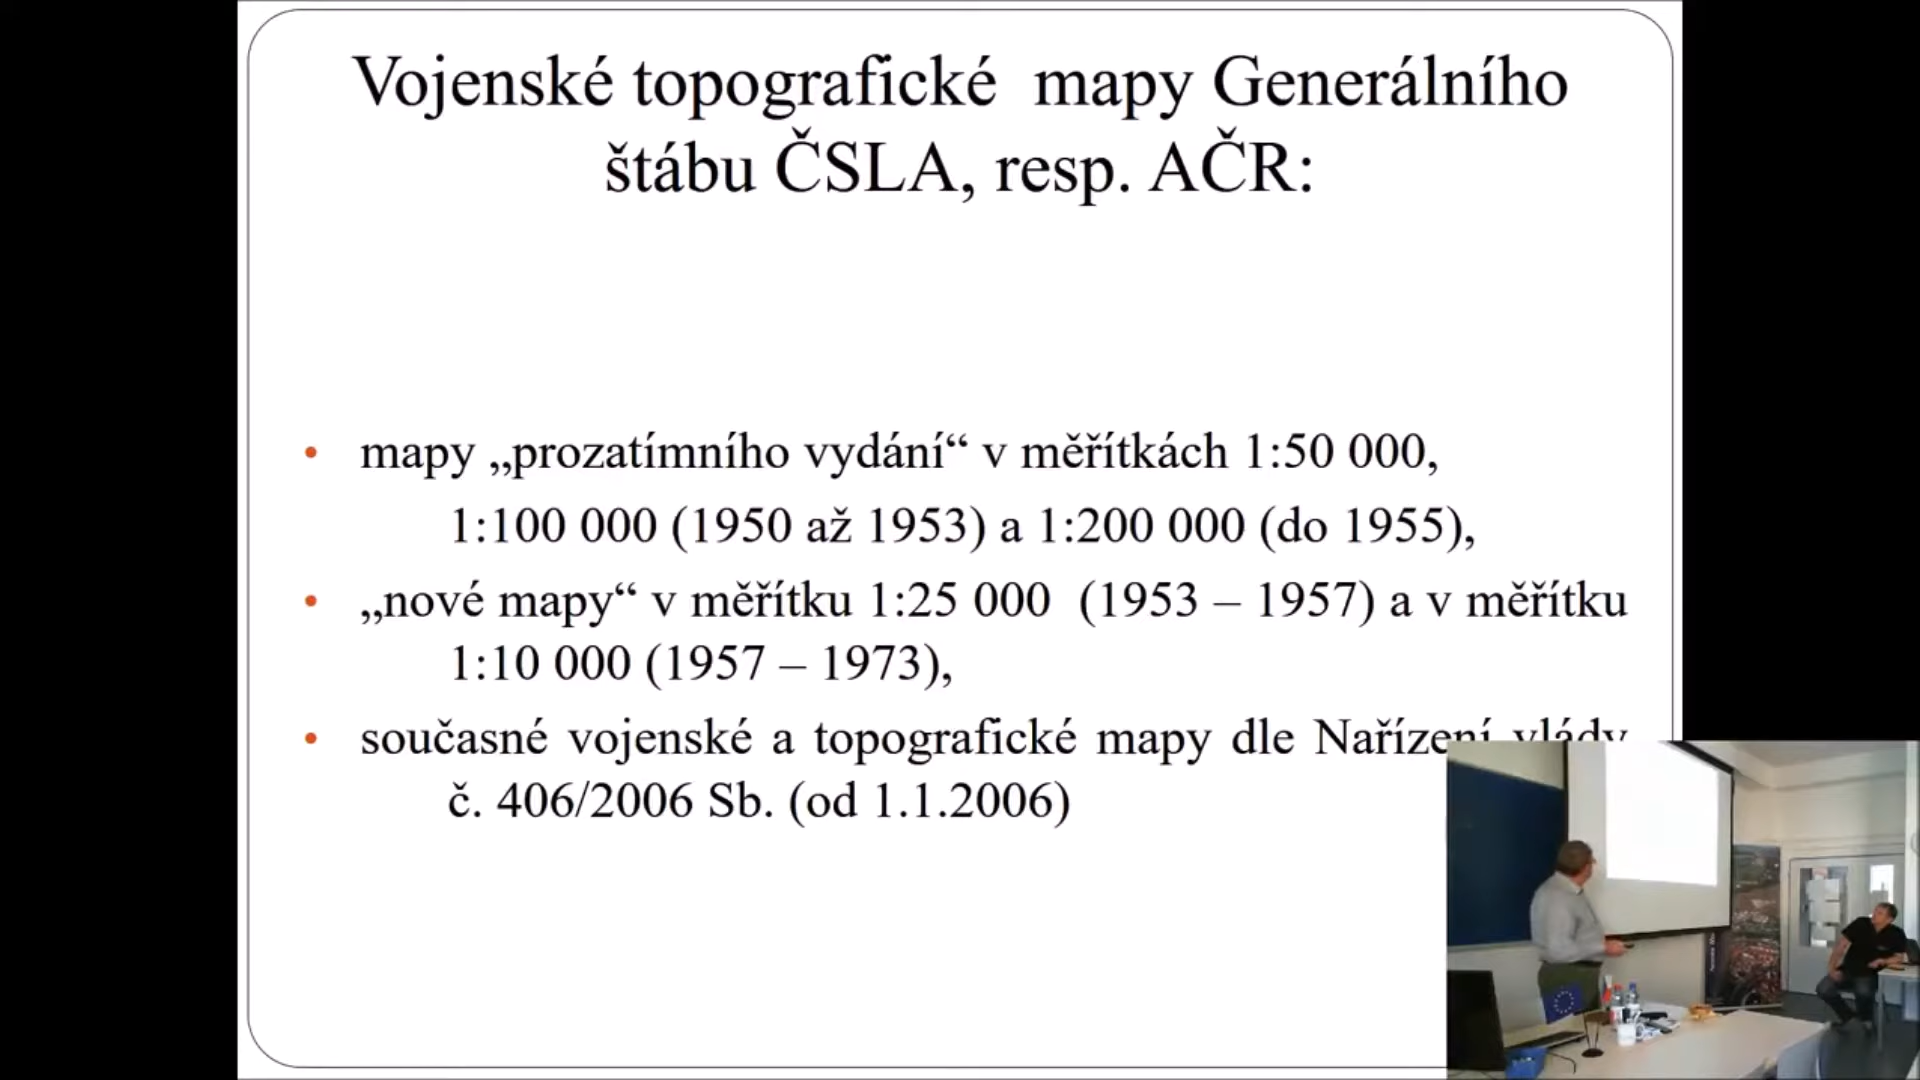 Vojenské topografické mapy Generálního
štábu ČSLA, resp. AČR:
• mapy „prozatímního vydání“ v měřítkách 1:50 000,
1:100 000 (1950 až 1953) a 1:200 000 (do 1955),
• „nové mapy“ v měřítku 1:25 000 (1953 – 1957) a v měřítku
1:10 000 (1957 – 1973),
• současné vojenské a topografické mapy dle Nařízení vlády
č. 406/2006 Sb. (od 1.1.2006)